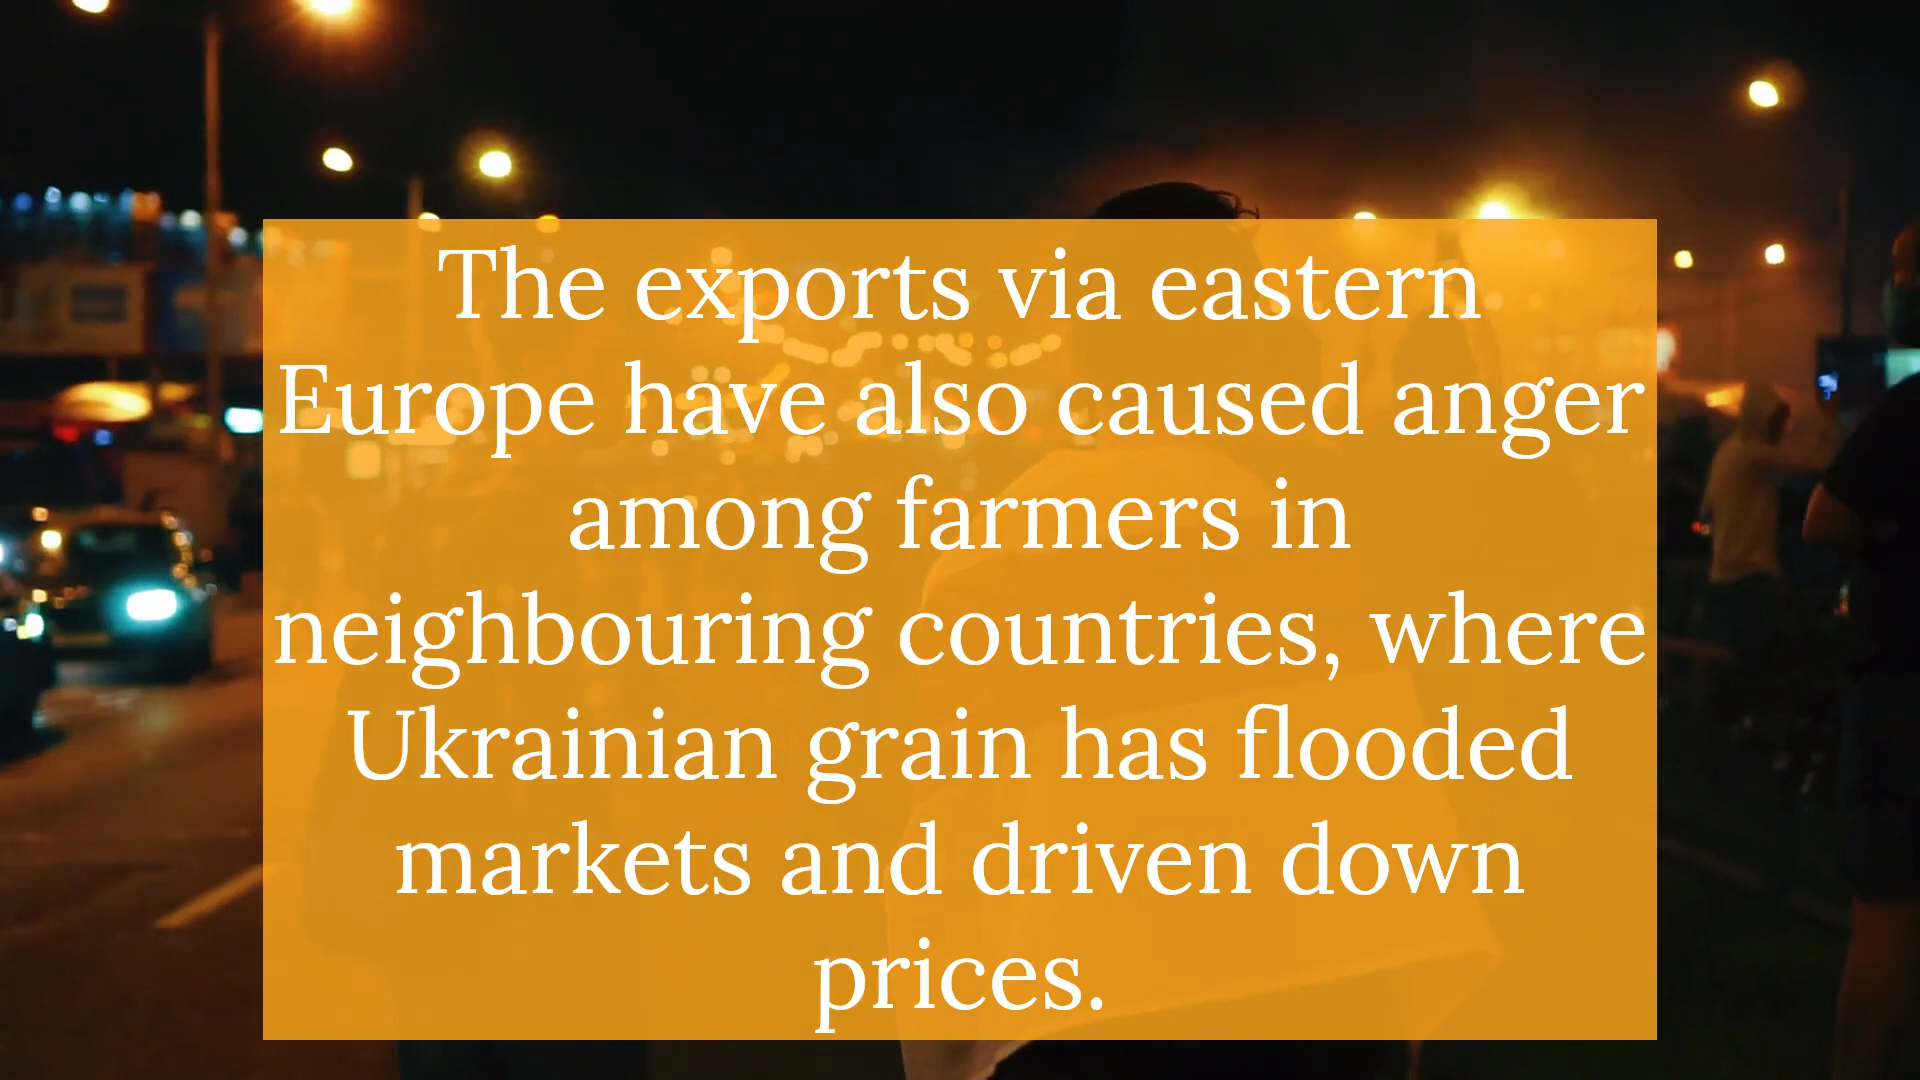 The exports via eastern
Europe have also caused anger
among farmers in
neighbouring countries, where
Ukrainian grain has flooded
markets and driven down
prices.